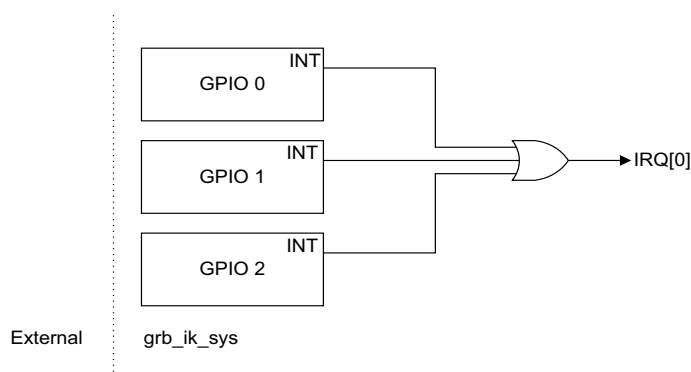 INT
GPIO 0
INT
GPIO 1
IRQ[0]
INT
GPIO 2
External
grb_ik_sys